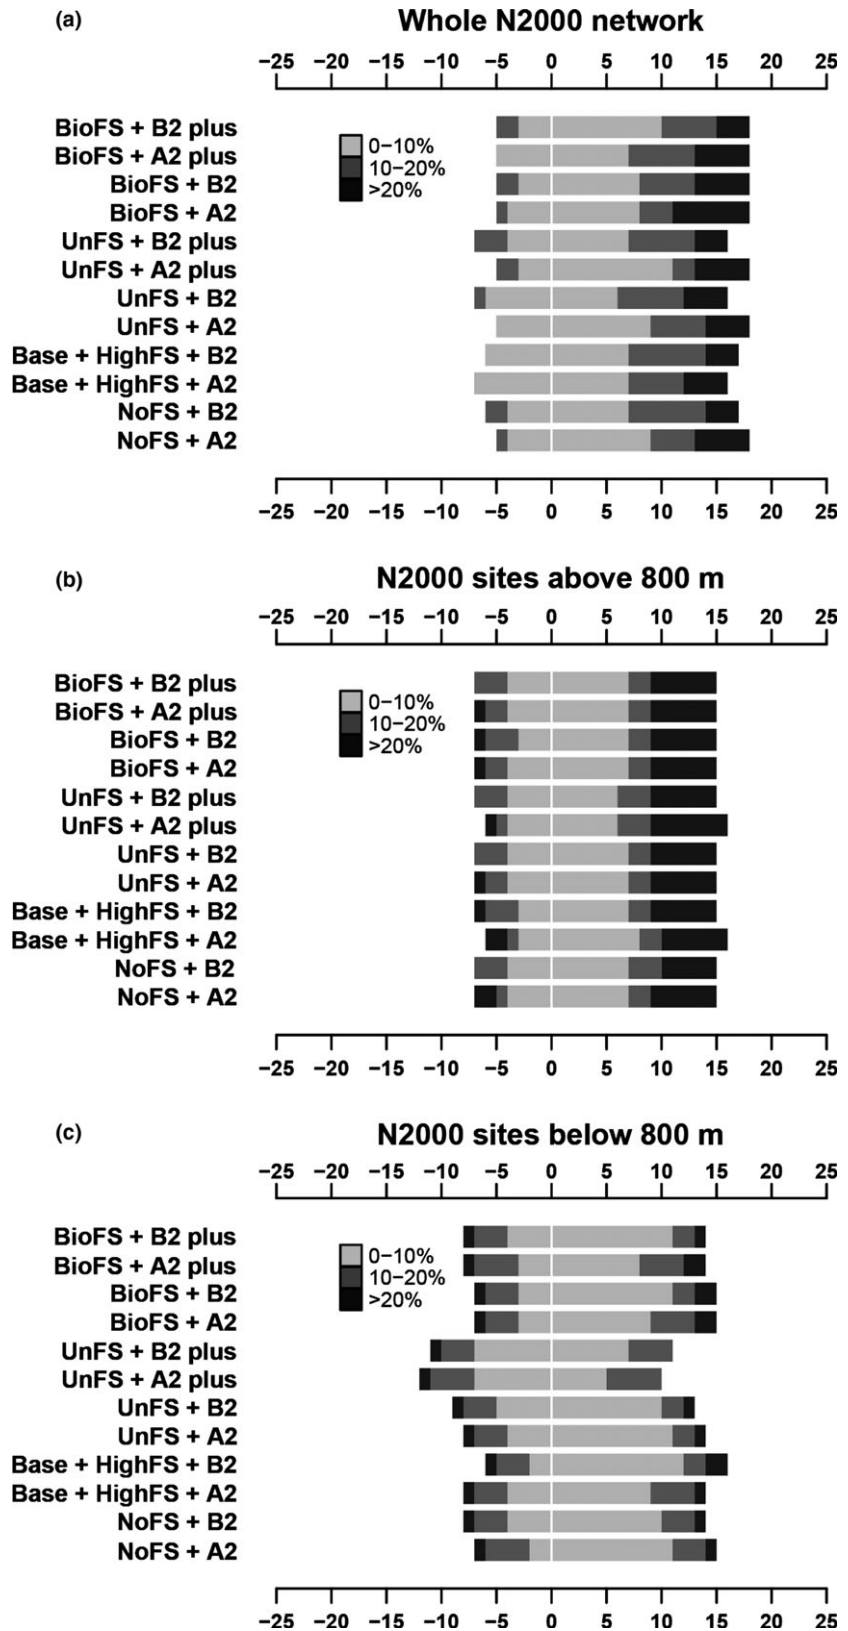 (a) Whole N2000 network
−25 −20 −15 −10 −5 0 5 10 15 20 25
BioFS + B2 plus
BioFS + A2 plus
BioFS + B2
BioFS + A2
UnFS + B2 plus
UnFS + A2 plus
UnFS + B2
UnFS + A2
Base + HighFS + B2
Base + HighFS + A2
NoFS + B2
NoFS + A2
0−10%
10−20%
>20%
−25 −20 −15 −10 −5 0 5 10 15 20 25
(b) N2000 sites above 800 m
−25 −20 −15 −10 −5 0 5 10 15 20 25
BioFS + B2 plus
BioFS + A2 plus
BioFS + B2
BioFS + A2
UnFS + B2 plus
UnFS + A2 plus
UnFS + B2
UnFS + A2
Base + HighFS + B2
Base + HighFS + A2
NoFS + B2
NoFS + A2
0−10%
10−20%
>20%
−25 −20 −15 −10 −5 0 5 10 15 20 25
(c) N2000 sites below 800 m
−25 −20 −15 −10 −5 0 5 10 15 20 25
BioFS + B2 plus
BioFS + A2 plus
BioFS + B2
BioFS + A2
UnFS + B2 plus
UnFS + A2 plus
UnFS + B2
UnFS + A2
Base + HighFS + B2
Base + HighFS + A2
NoFS + B2
NoFS + A2
0−10%
10−20%
>20%
−25 −20 −15 −10 −5 0 5 10 15 20 25